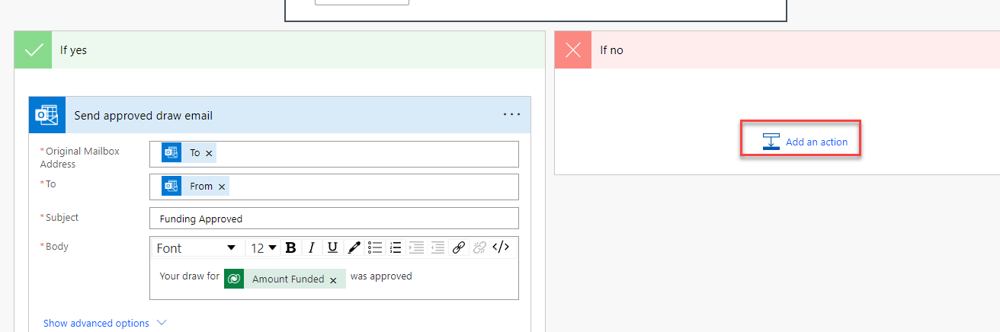 If yes
If no
Send approved draw email
Add an action
* Original Mailbox
Address
To ×
* To
From ×
* Subject
Funding Approved
* Body
Font
12
B
I
U
</>
Your draw for Amount Funded × was approved
Show advanced options